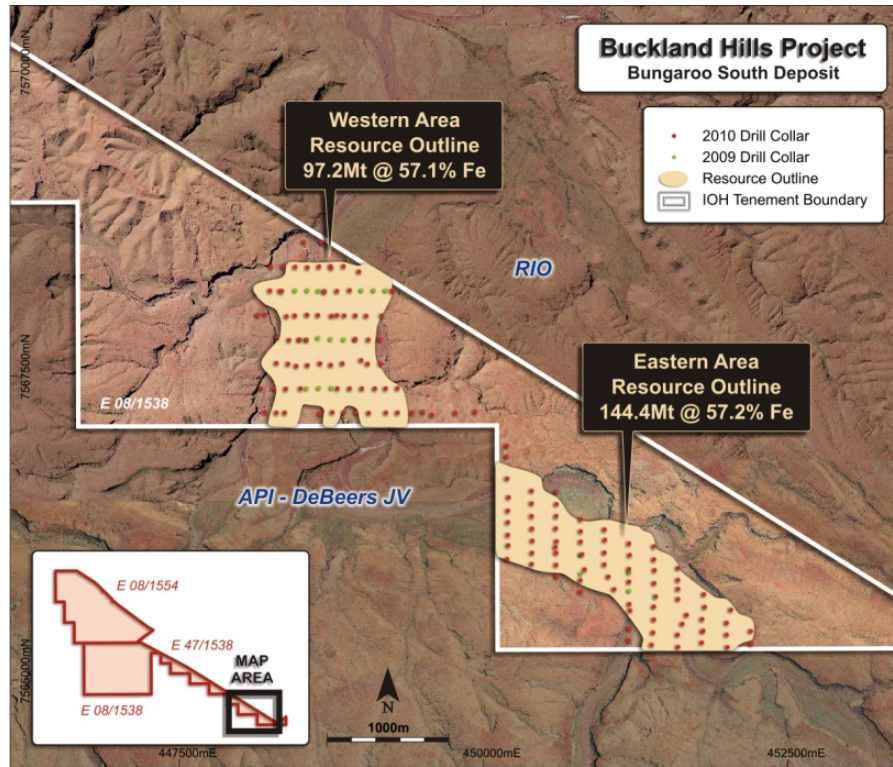 Buckland Hills Project
Bungaroo South Deposit
7570000mN
Western Area
Resource Outline
97.2Mt @ 57.1% Fe
2010 Drill Collar
2009 Drill Collar
Resource Outline
IOH Tenement Boundary
RIO
7567500mN
Eastern Area
Resource Outline
144.4Mt @ 57.2% Fe
E 08/1538
API - DeBeers JV
E 08/1554
E 47/1538
MAP
AREA
E 08/1538
7565000mN
N
1000m
447500mE
450000mE
452500mE